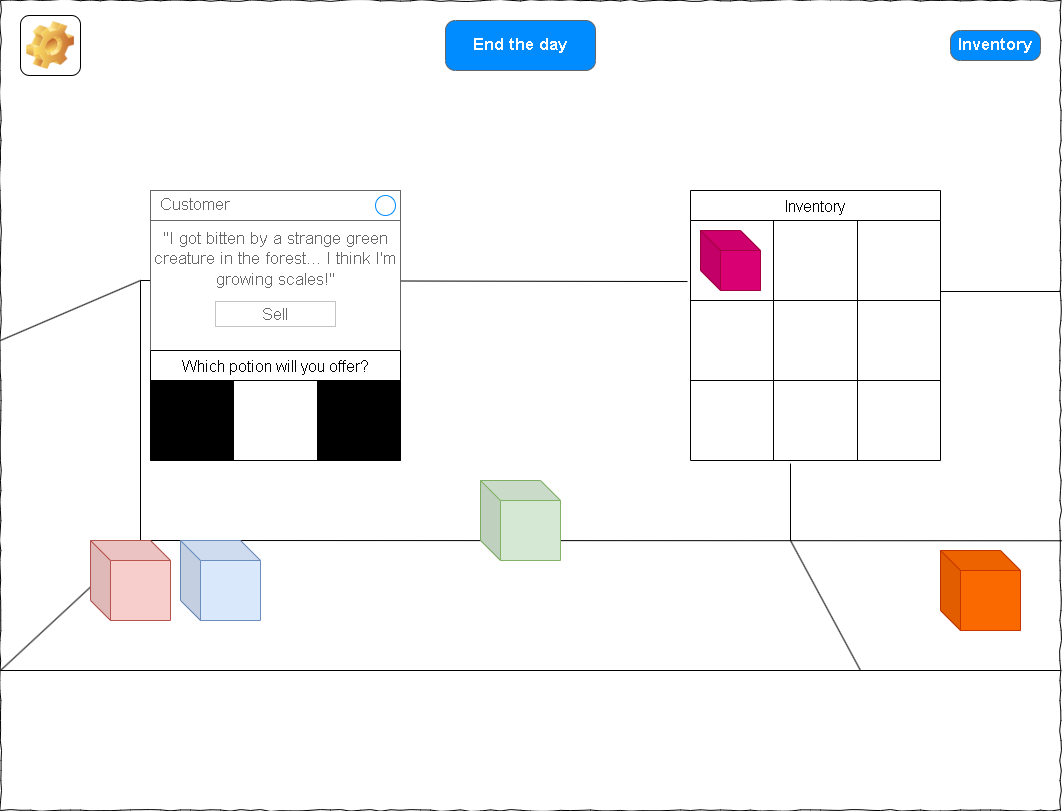 End the day
Inventory
Customer
"I got bitten by a strange green
creature in the forest... I think I'm
growing scales!"
Sell
Which potion will you offer?
Inventory